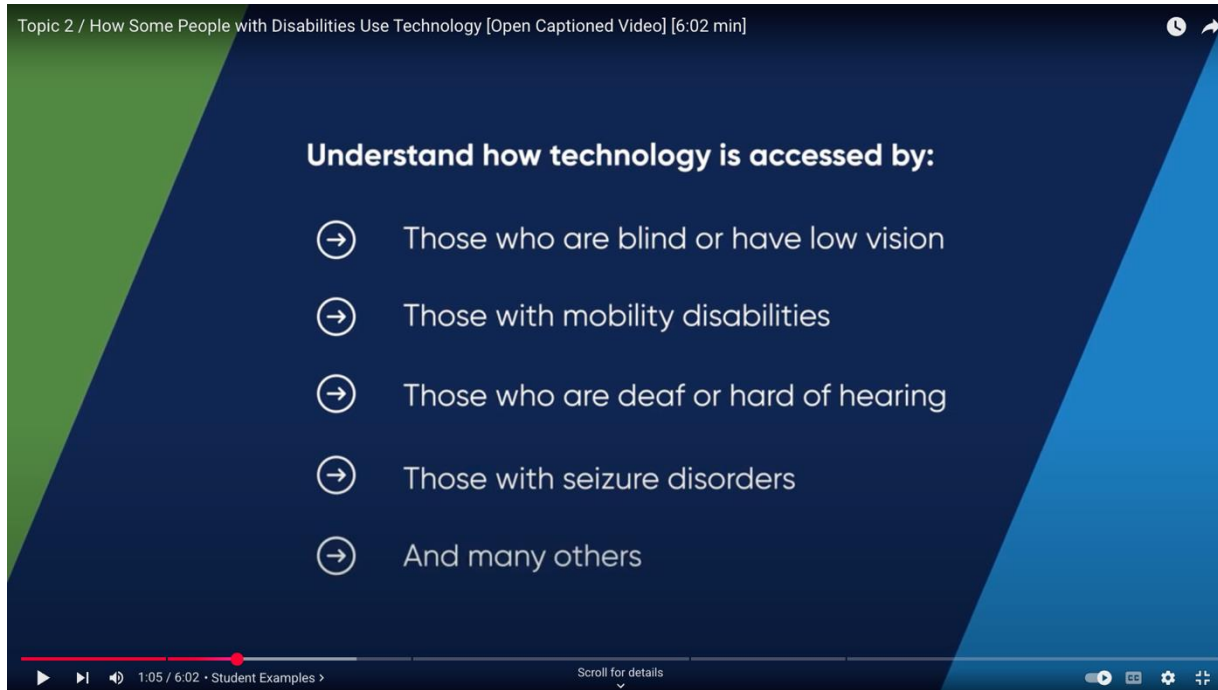 Topic 2 / How Some People with Disabilities Use Technology [Open Captioned Video] [6:02 min]
Understand how technology is accessed by:
Those who are blind or have low vision
Those with mobility disabilities
Those who are deaf or hard of hearing
Those with seizure disorders
And many others
Scroll for details
1:05 / 6:02 • Student Examples >
CC